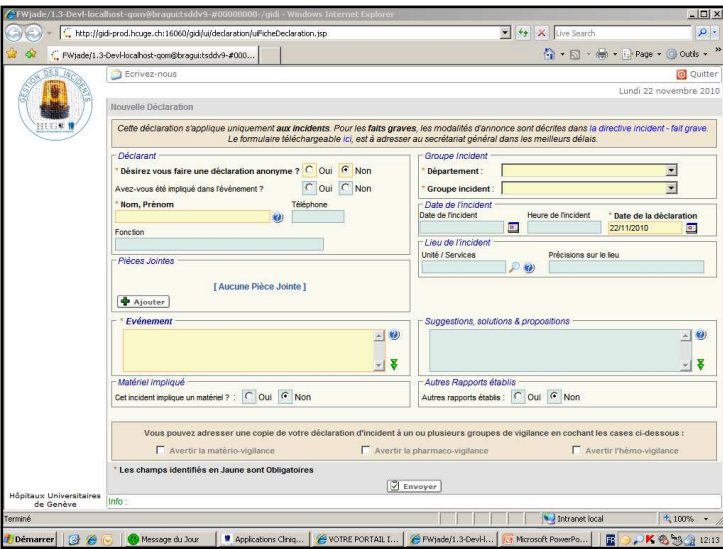 FWjade/1.3-Devl-localhost-qom@bragui:tsddv9-#00000000-/gidi - Windows Internet Explorer
http://gidi-prod.hcuge.ch:16060/gidi/ui/declaration/uiFicheDeclaration.jsp
Live Search
FWjade/1.3-Devl-localhost-qom@bragui:tsddv9-#000...
Page
Outils
GESTION DES INCIDENTS
HUG
Ecrivez-nous
Quitter
Lundi 22 novembre 2010
Nouvelle Déclaration
Cette déclaration s'applique uniquement aux incidents. Pour les faits graves, les modalités d'annonce sont décrites dans la directive incident - fait grave.
Le formulaire téléchargeable ici, est à adresser au secrétariat général dans les meilleurs délais.
Déclarant
* Désirez vous faire une déclaration anonyme ? Oui Non
Avez-vous été impliqué dans l'événement ? Oui Non
* Nom, Prénom Téléphone
Fonction
Groupe Incident
* Département :
* Groupe incident :
Date de l'incident
Date de l'incident Heure de l'incident * Date de la déclaration
22/11/2010
Lieu de l'incident
Unité / Services Précisions sur le lieu
Pièces Jointes
[ Aucune Pièce Jointe ]
Ajouter
* Evénement
Suggestions, solutions & propositions
Matériel impliqué
Cet incident implique un matériel ? : Oui Non
Autres Rapports établis
Autres rapports établis : Oui Non
Vous pouvez adresser une copie de votre déclaration d'incident à un ou plusieurs groupes de vigilance en cochant les cases ci-dessous :
Avertir la matério-vigilance Avertir la pharmaco-vigilance Avertir l'hémo-vigilance
* Les champs identifiés en Jaune sont Obligatoires
Envoyer
Hôpitaux Universitaires
de Genève
Info :
Terminé
Intranet local
100%
Démarrer
Message du Jour
Applications Cliniq...
VOTRE PORTAIL I...
FWjade/1.3-Devl-l...
Microsoft PowerPo...
FR
12:13